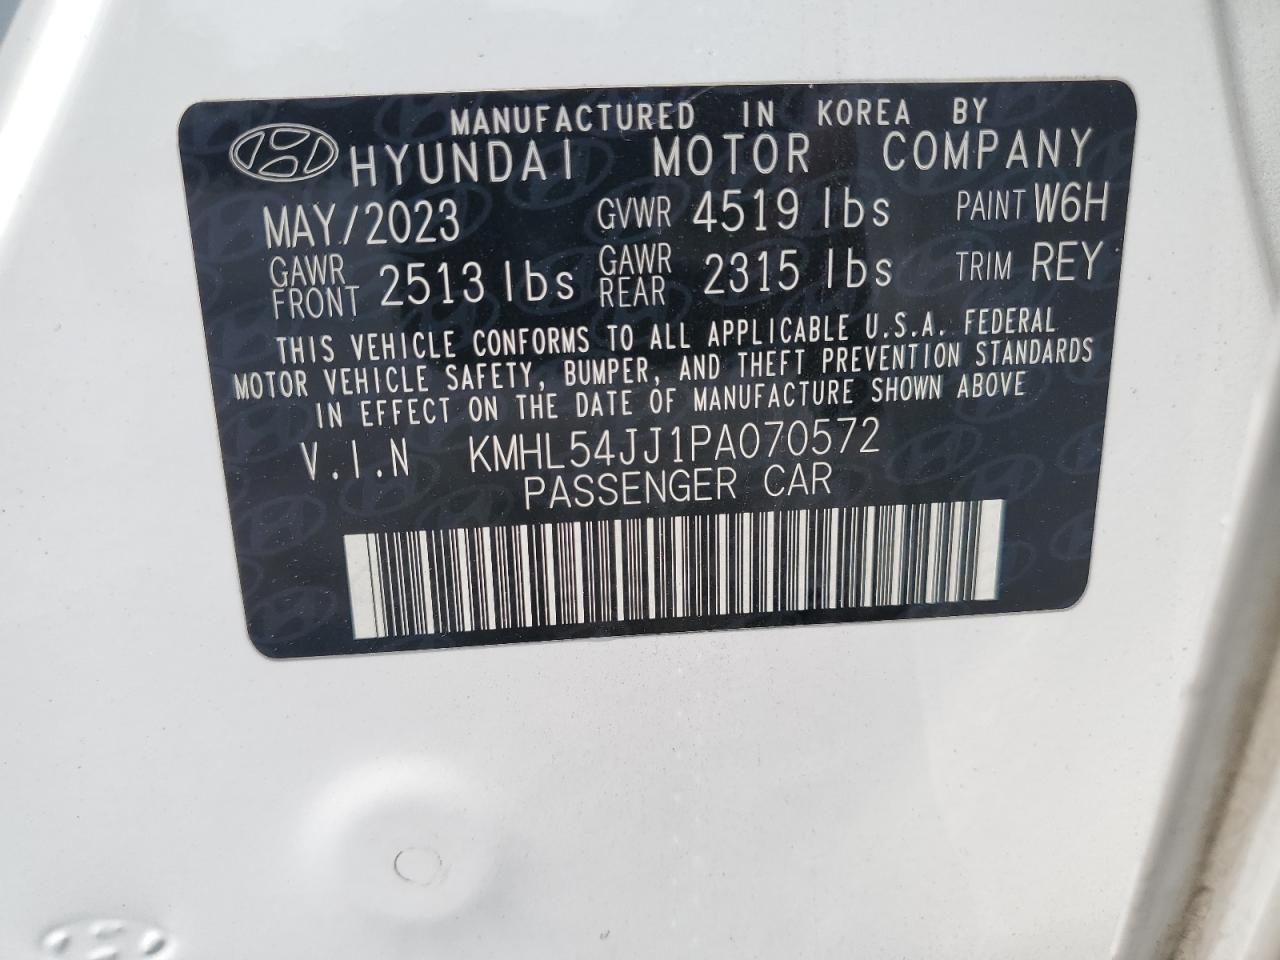 MANUFACTURED IN KOREA BY
HYUNDAI MOTOR COMPANY
MAY/2023 GVWR 4519 lbs PAINT W6H
GAWR FRONT 2513 lbs GAWR REAR 2315 lbs TRIM REY
THIS VEHICLE CONFORMS TO ALL APPLICABLE U.S.A. FEDERAL
MOTOR VEHICLE SAFETY, BUMPER, AND THEFT PREVENTION STANDARDS
IN EFFECT ON THE DATE OF MANUFACTURE SHOWN ABOVE
V.I.N KMHL54JJ1PA070572
PASSENGER CAR